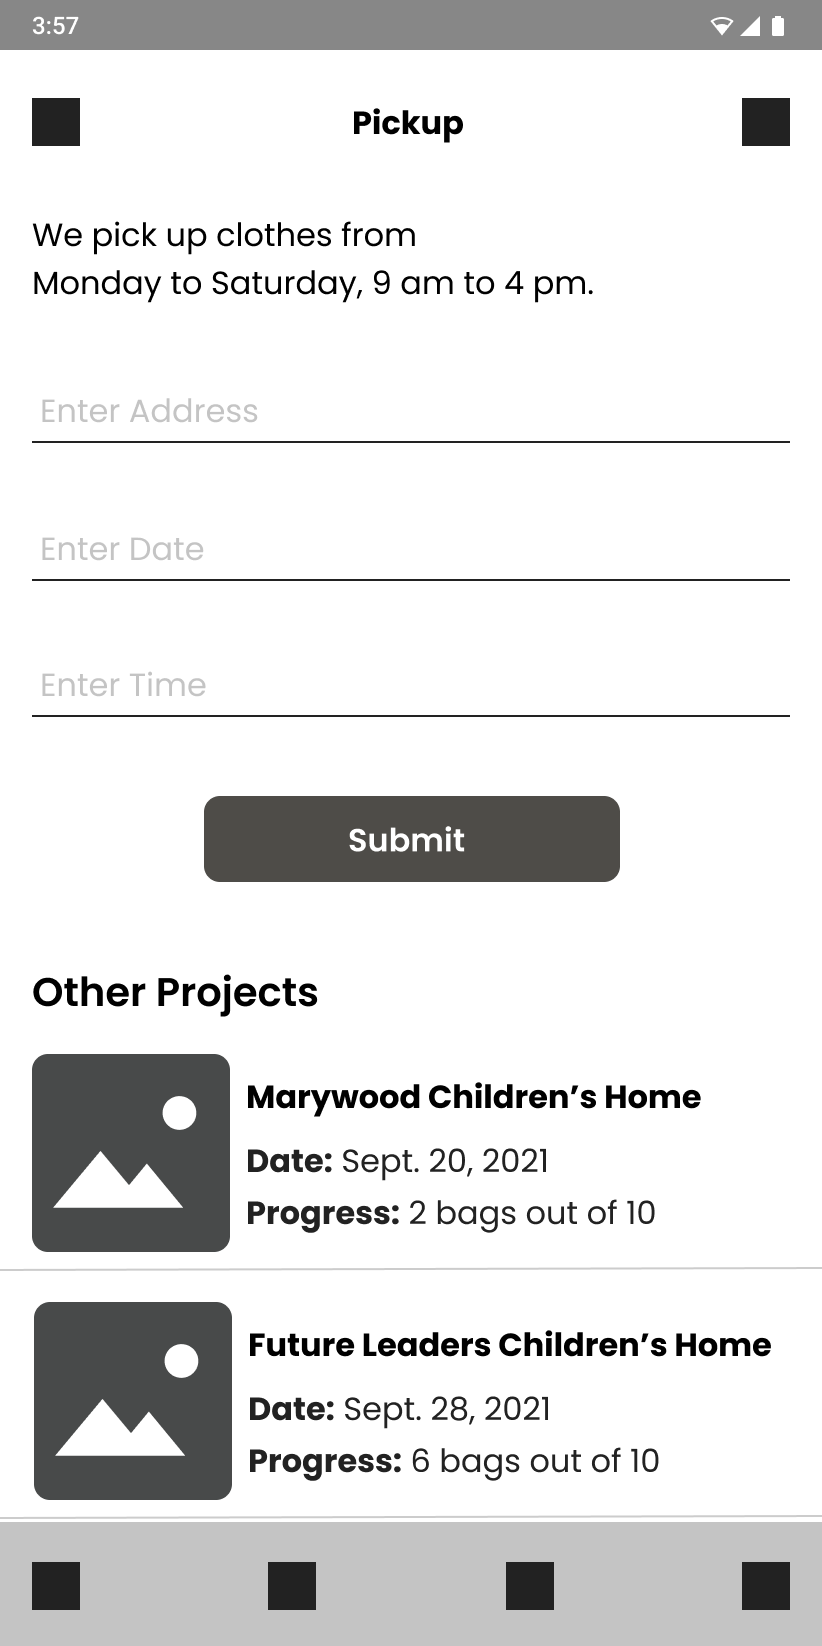 3:57
Pickup
We pick up clothes from
Monday to Saturday, 9 am to 4 pm.
Enter Address
Enter Date
Enter Time
Submit
Other Projects
Marywood Children’s Home
Date: Sept. 20, 2021
Progress: 2 bags out of 10
Future Leaders Children’s Home
Date: Sept. 28, 2021
Progress: 6 bags out of 10